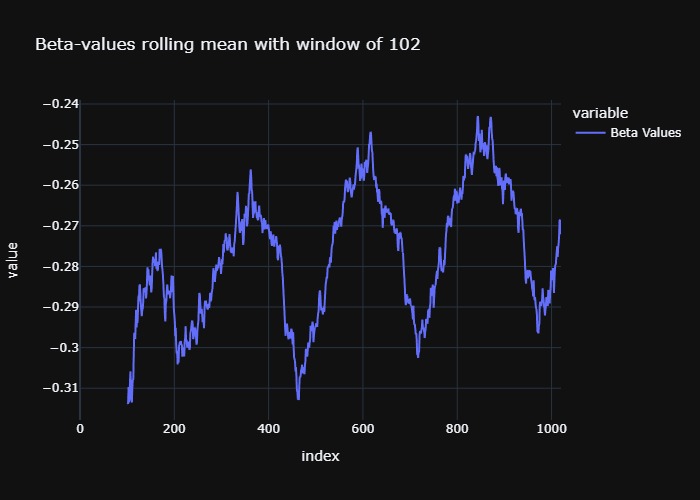 Beta-values rolling mean with window of 102
variable
Beta Values
value
−0.24
−0.25
−0.26
−0.27
−0.28
−0.29
−0.3
−0.31
0 200 400 600 800 1000
index